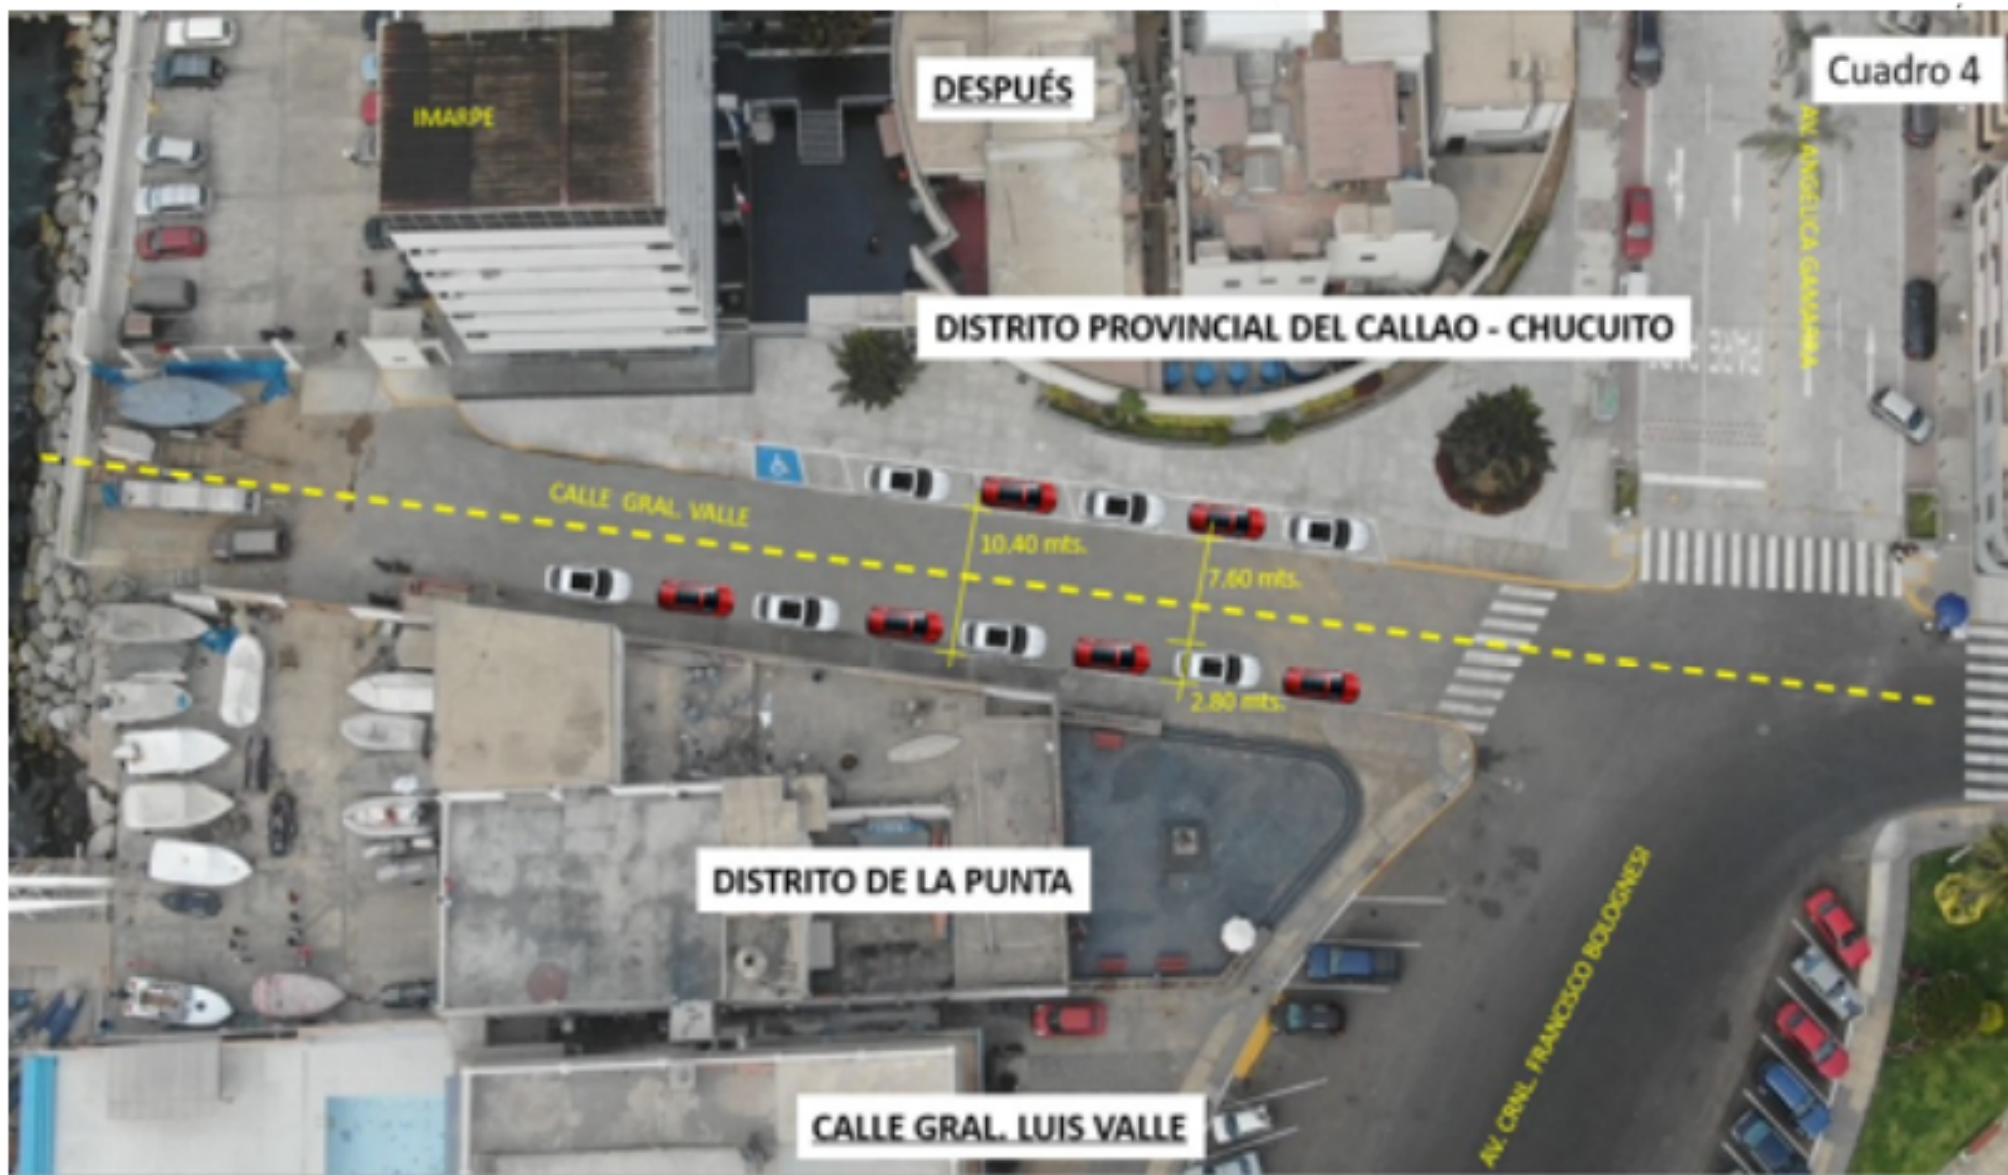 Cuadro 4
DESPUÉS
IMARPE
AV. ANGELICA GAMARRA
DISTRITO PROVINCIAL DEL CALLAO - CHUCUITO
PARE
CALLE GRAL. VALLE
10.40 mts.
7.60 mts.
2.80 mts.
DISTRITO DE LA PUNTA
AV. CRNL. FRANCISCO BOLOGNESI
CALLE GRAL. LUIS VALLE